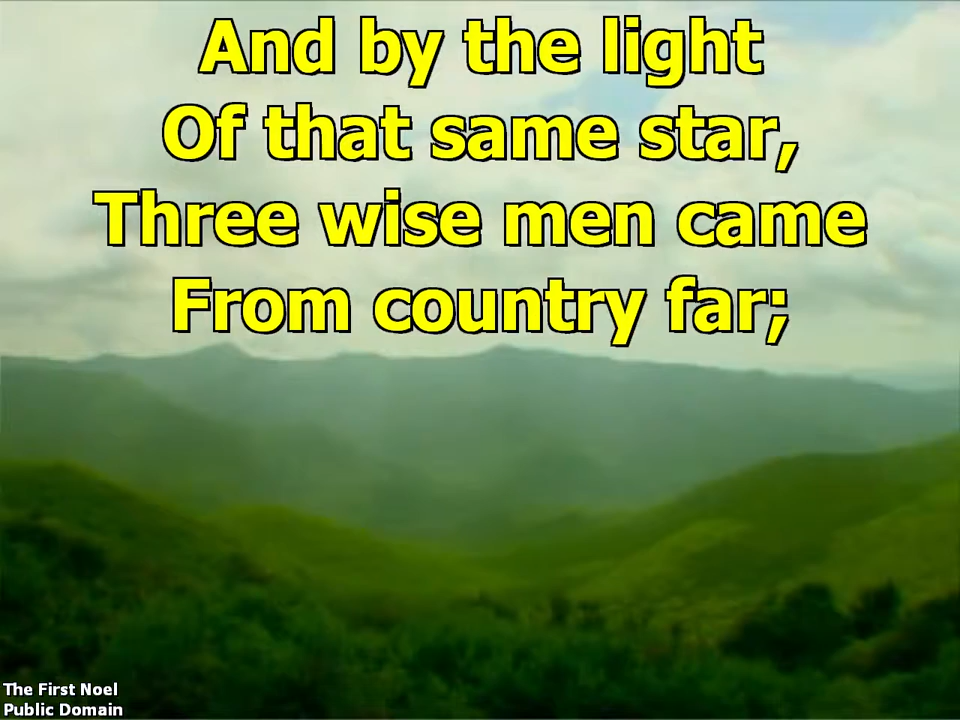 And by the light
Of that same star,
Three wise men came
From country far;
The First Noel
Public Domain